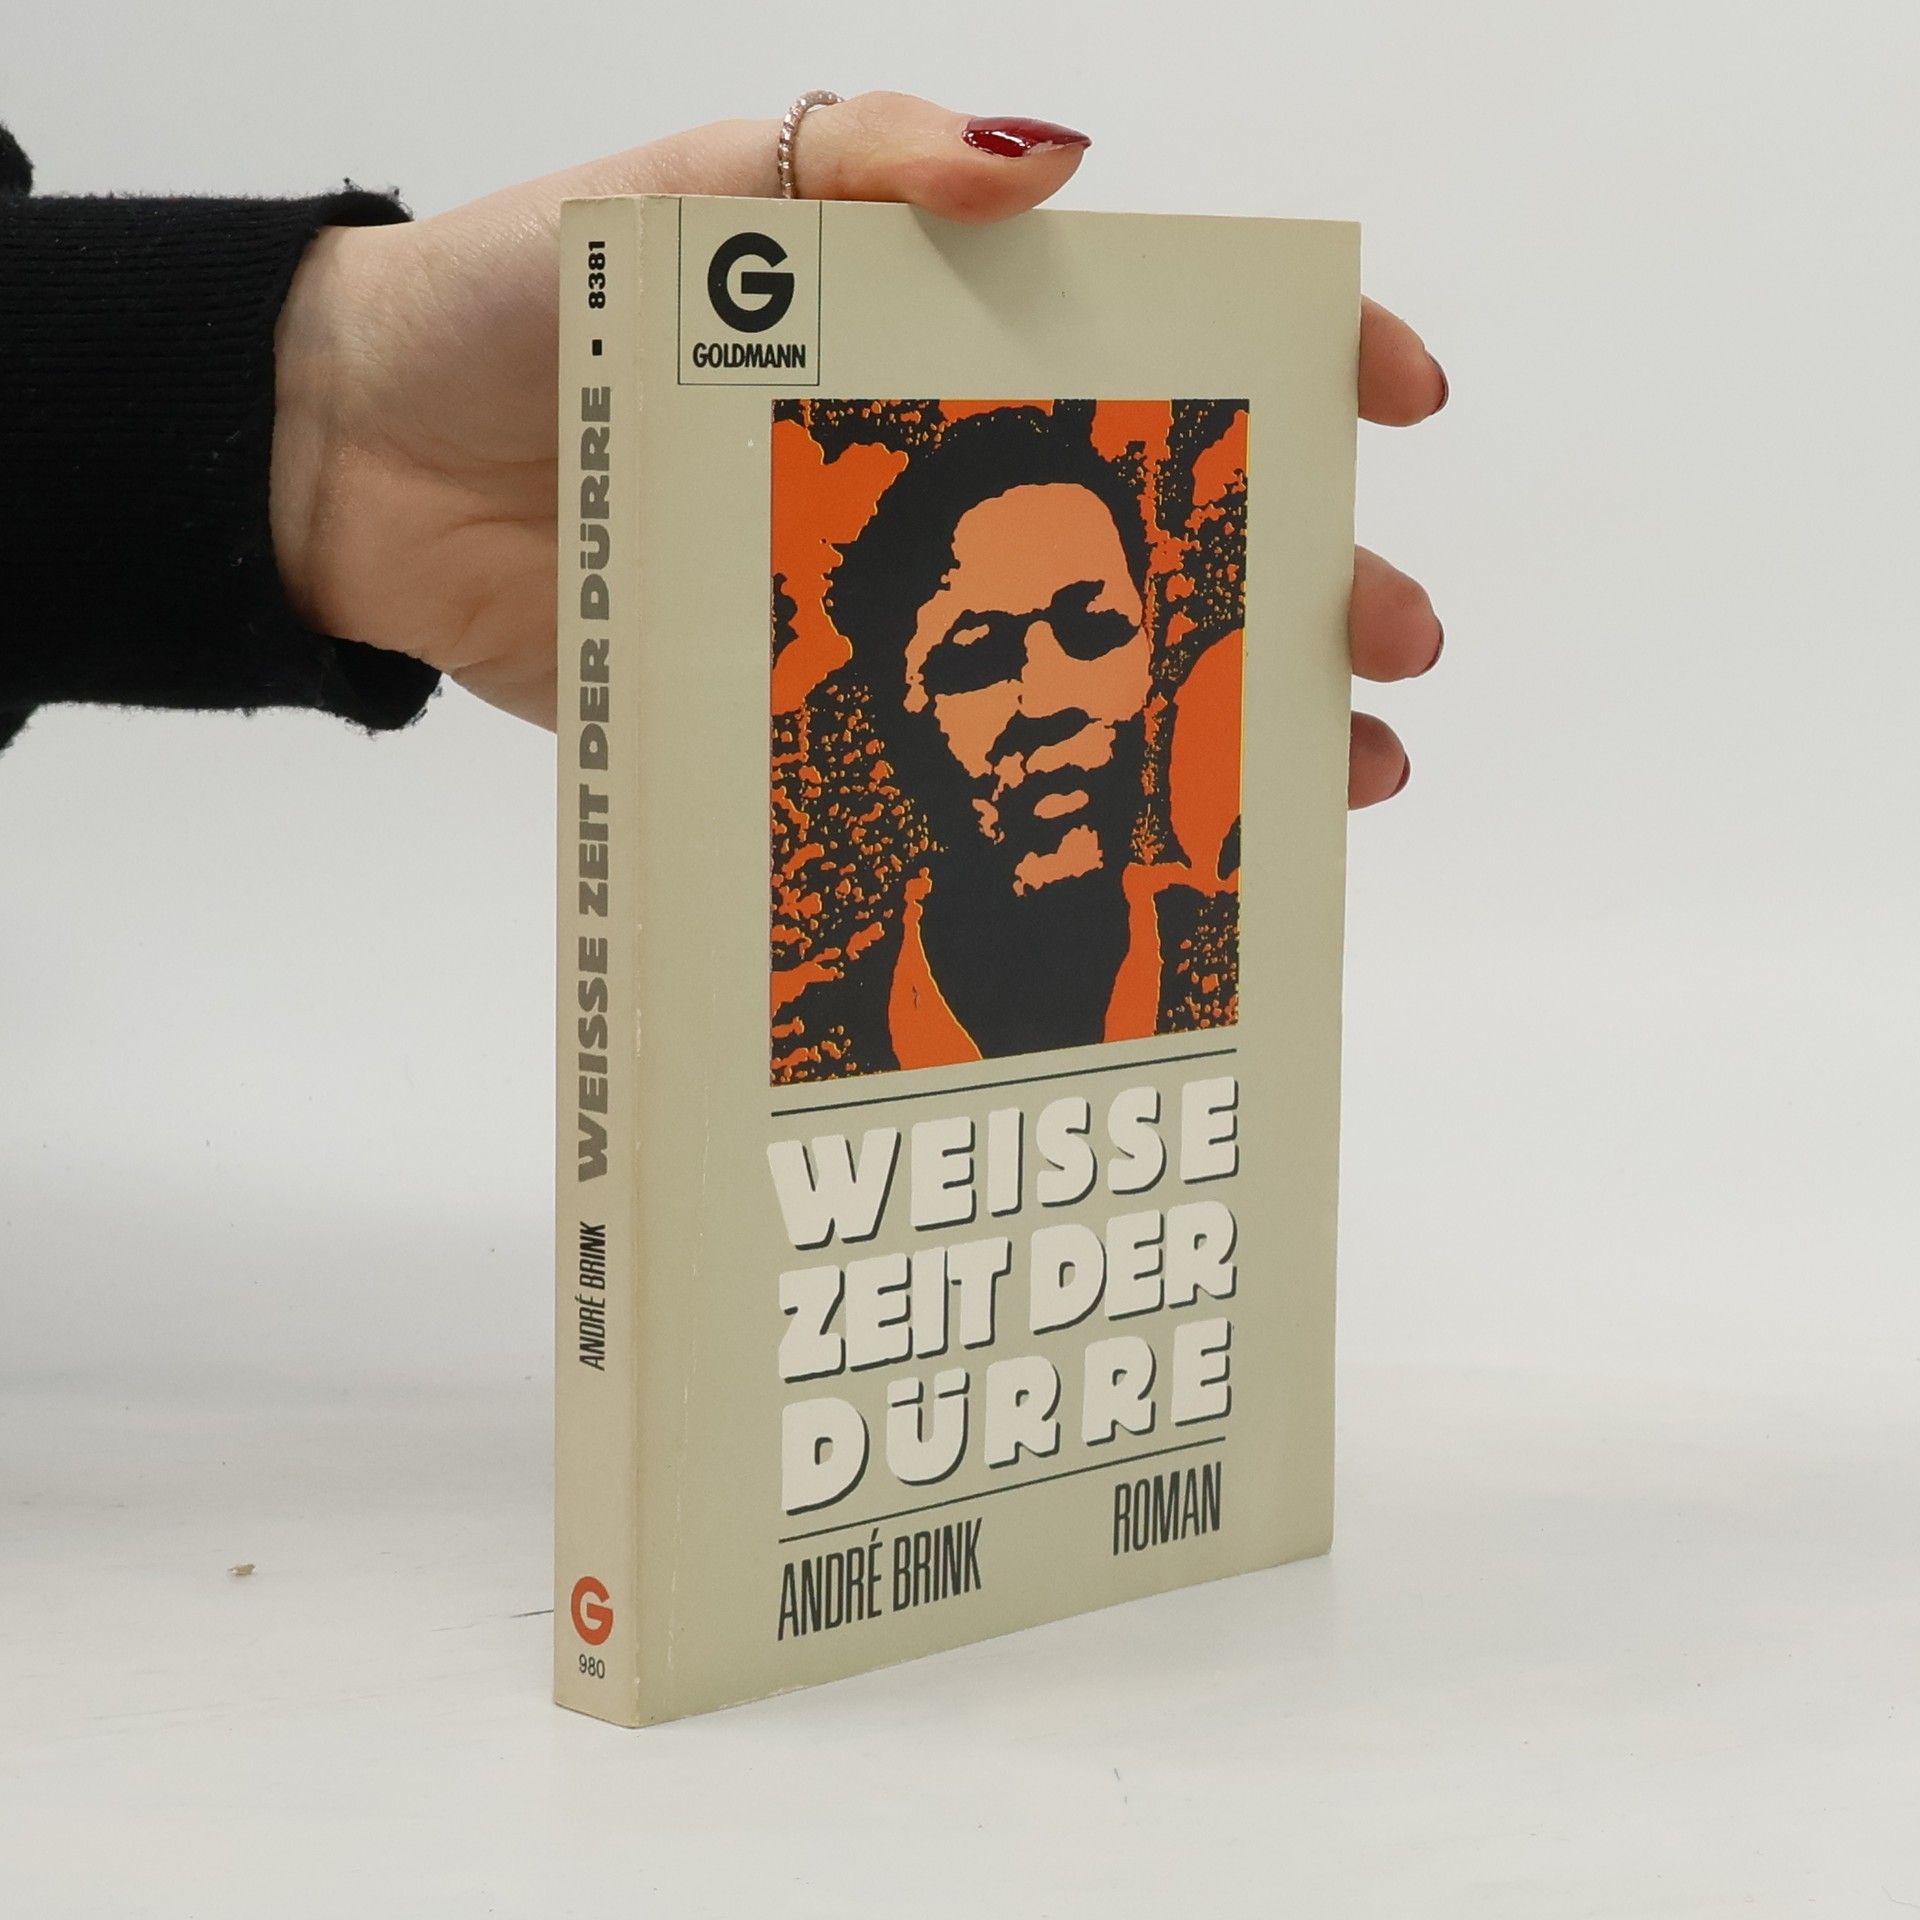 ANDRÉ BRINK WEISSE ZEIT DER DÜRRE ▪ 8381
G
980
G
GOLDMANN
WEISSE
ZEIT DER
DÜRRE
ANDRÉ BRINK ROMAN